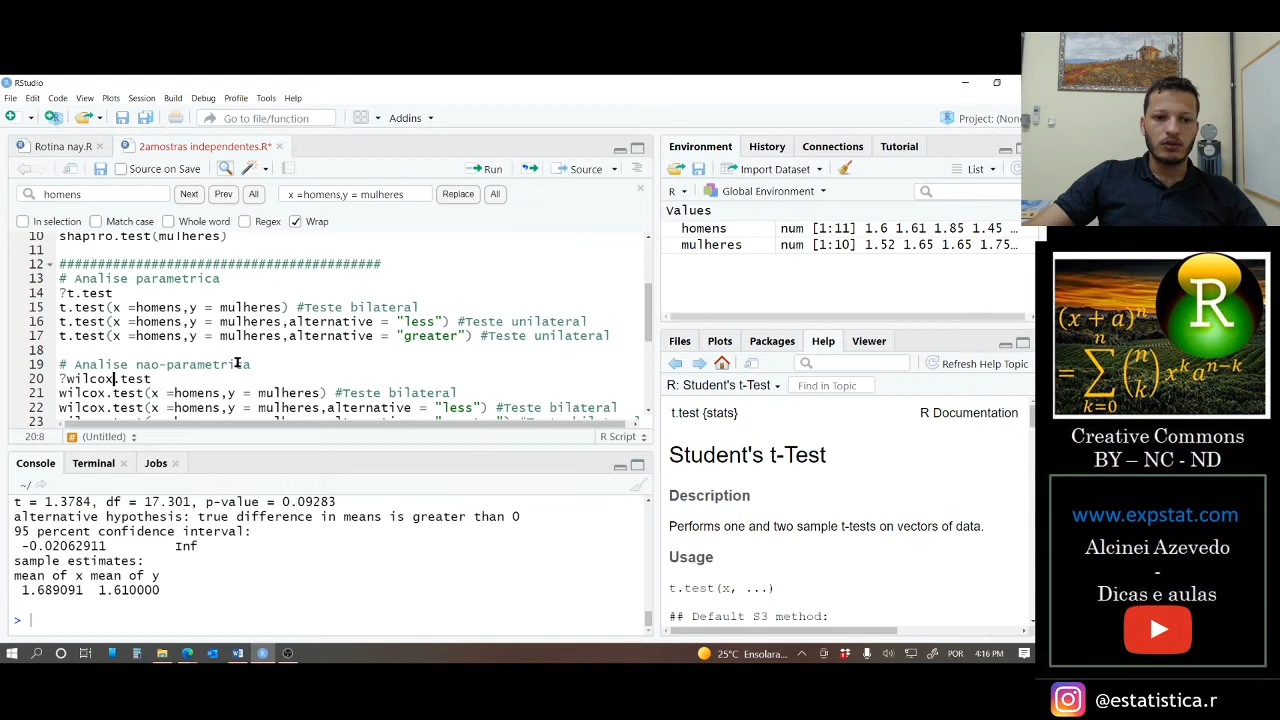 RStudio
File Edit Code View Plots Session Build Debug Profile Tools Help
Go to file/function
Addins
Project: (None
Rotina nay.R
2amostras independentes.R*
Source on Save
Run
Source
homens
Next
Prev
All
x =homens,y = mulheres
Replace
All
In selection
Match case
Whole word
Regex
Wrap
10 shapiro.test(mulheres)
11
12 ##########################################
13 # Analise parametrica
14 ?t.test
15 t.test(x =homens,y = mulheres) #Teste bilateral
16 t.test(x =homens,y = mulheres,alternative = "less") #Teste unilateral
17 t.test(x =homens,y = mulheres,alternative = "greater") #Teste unilateral
18
19 # Analise nao-parametrica
20 ?wilcox.test
21 wilcox.test(x =homens,y = mulheres) #Teste bilateral
22 wilcox.test(x =homens,y = mulheres,alternative = "less") #Teste bilateral
23
20:8
(Untitled)
R Script
Console
Terminal
Jobs
~/
t = 1.3784, df = 17.301, p-value = 0.09283
alternative hypothesis: true difference in means is greater than 0
95 percent confidence interval:
-0.02062911 Inf
sample estimates:
mean of x mean of y
1.689091 1.610000
>
Environment
History
Connections
Tutorial
Import Dataset
List
R
Global Environment
Values
homens num [1:11] 1.6 1.61 1.85 1.45 ...
mulheres num [1:10] 1.52 1.65 1.65 1.75...
Files
Plots
Packages
Help
Viewer
Refresh Help Topic
R: Student's t-Test
Find in Topic
t.test {stats}
R Documentation
Student's t-Test
Description
Performs one and two sample t-tests on vectors of data.
Usage
t.test(x, ...)
## Default S3 method:
25°C Ensolara...
POR
4:16 PM
R
(x + a)^n
= ∑ (n k) x^k a^(n−k)
n
k=0
Creative Commons
BY – NC - ND
www.expstat.com
Alcinei Azevedo
-
Dicas e aulas
@estatistica.r